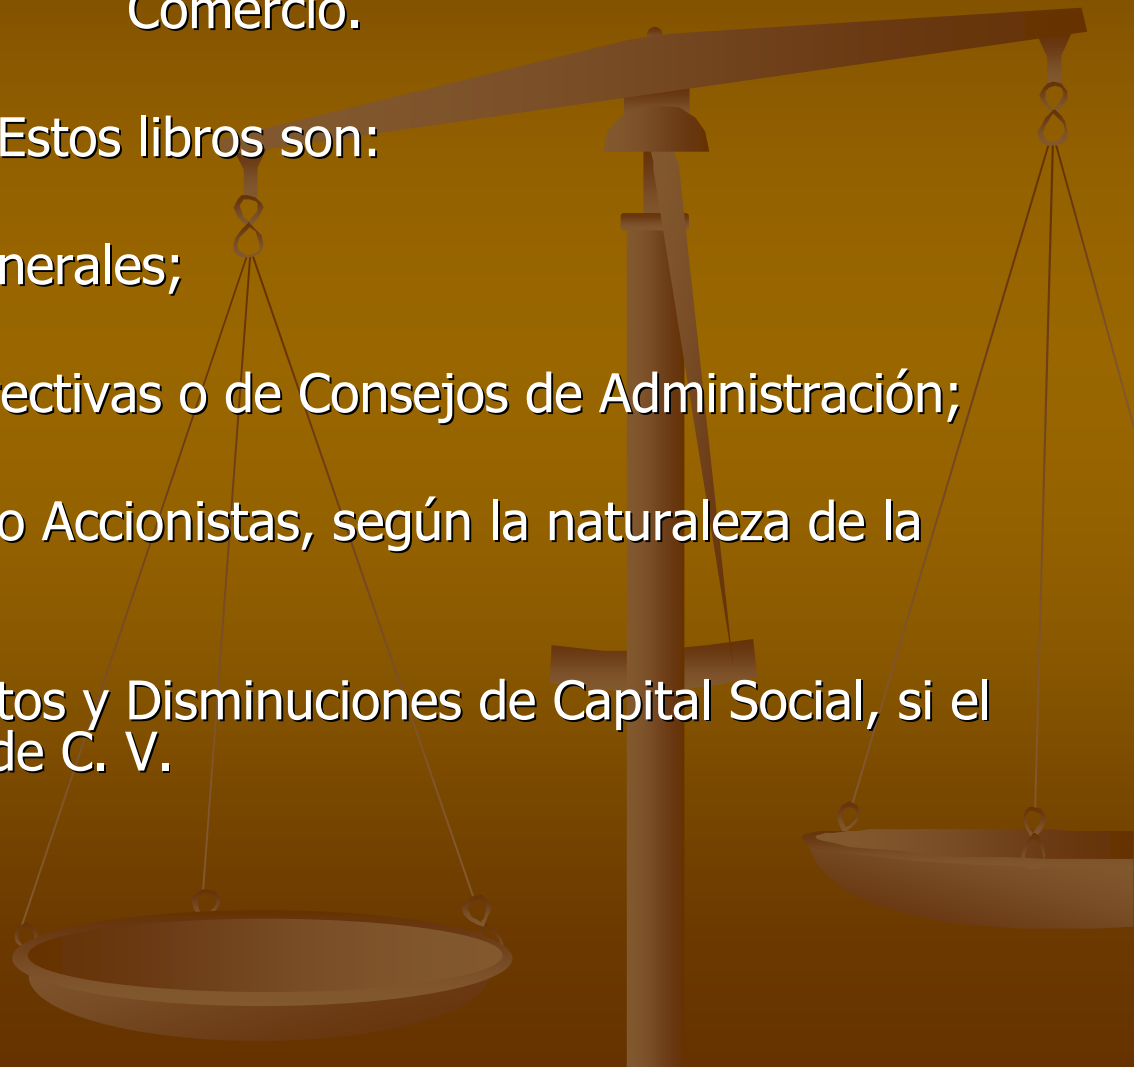 Comercio.
Estos libros son:
nerales;
ectivas o de Consejos de Administración;
o Accionistas, según la naturaleza de la
tos y Disminuciones de Capital Social, si el
de C. V.